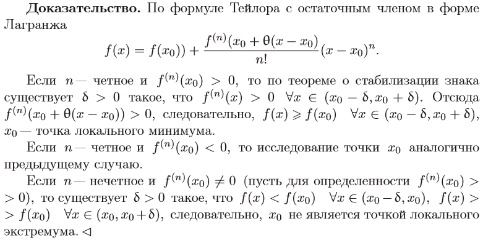 Доказательство. По формуле Тейлора с остаточным членом в форме
Лагранжа
f(x) = f(x₀)) + f⁽ⁿ⁾(x₀ + θ(x − x₀)/n! (x − x₀)ⁿ.
Если n — четное и f⁽ⁿ⁾(x₀) > 0, то по теореме о стабилизации знака
существует δ > 0 такое, что f⁽ⁿ⁾(x) > 0 ∀x ∈ (x₀ − δ, x₀ + δ). Отсюда
f⁽ⁿ⁾(x₀ + θ(x − x₀)) > 0, следовательно, f(x) ⩾ f(x₀) ∀x ∈ (x₀ − δ, x₀ + δ),
x₀ — точка локального минимума.
Если n — четное и f⁽ⁿ⁾(x₀) < 0, то исследование точки x₀ аналогично
предыдущему случаю.
Если n — нечетное и f⁽ⁿ⁾(x₀) ≠ 0 (пусть для определенности f⁽ⁿ⁾(x₀) >
> 0), то существует δ > 0 такое, что f(x) < f(x₀) ∀x ∈ (x₀ − δ, x₀), f(x) >
> f(x₀) ∀x ∈ (x₀, x₀ + δ), следовательно, x₀ не является точкой локального
экстремума. ◁